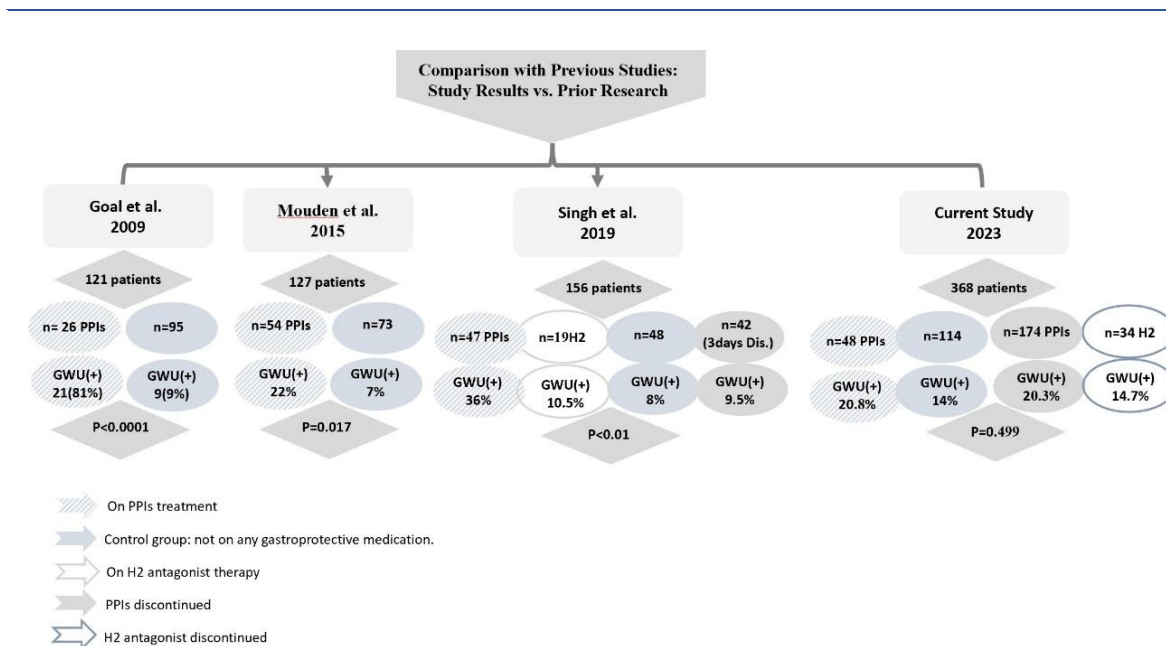 Comparison with Previous Studies:
Study Results vs. Prior Research
Goal et al.
2009
Mouden et al.
2015
Singh et al.
2019
Current Study
2023
121 patients
127 patients
156 patients
368 patients
n= 26 PPIs
n=95
n=54 PPIs
n=73
n=47 PPIs
n=19H2
n=48
n=42
(3days Dis.)
n=48 PPIs
n=114
n=174 PPIs
n=34 H2
GWU(+)
21(81%)
GWU(+)
9(9%)
GWU(+)
22%
GWU(+)
7%
GWU(+)
36%
GWU(+)
10.5%
GWU(+)
8%
GWU(+)
9.5%
GWU(+)
20.8%
GWU(+)
14%
GWU(+)
20.3%
GWU(+)
14.7%
P<0.0001
P=0.017
P<0.01
P=0.499
On PPIs treatment
Control group: not on any gastroprotective medication.
On H2 antagonist therapy
PPIs discontinued
H2 antagonist discontinued